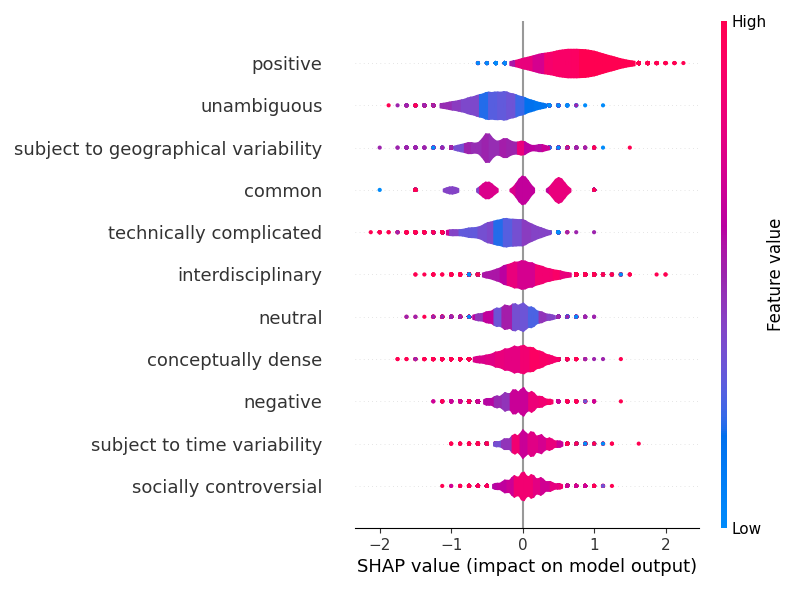 High
positive
unambiguous
subject to geographical variability
common
technically complicated
interdisciplinary
neutral
conceptually dense
negative
subject to time variability
socially controversial
Feature value
Low
−2 −1 0 1 2
SHAP value (impact on model output)